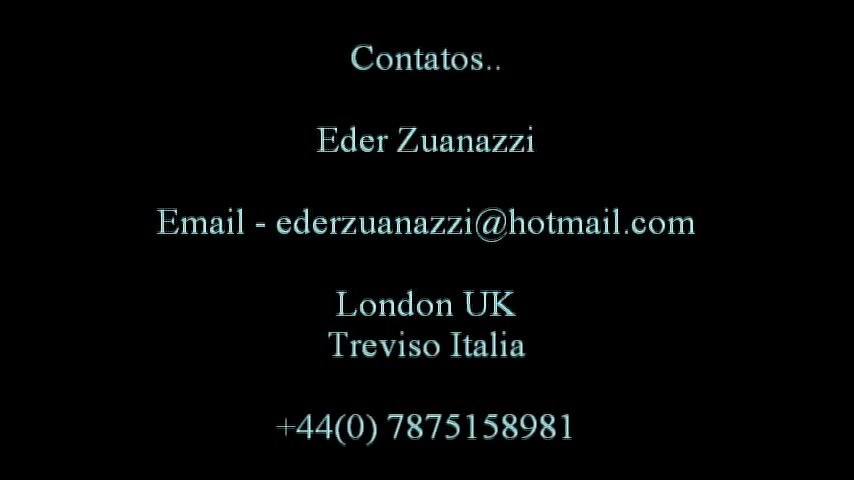 Contatos..
Eder Zuanazzi
Email - ederzuanazzi@hotmail.com
London UK
Treviso Italia
+44(0) 7875158981